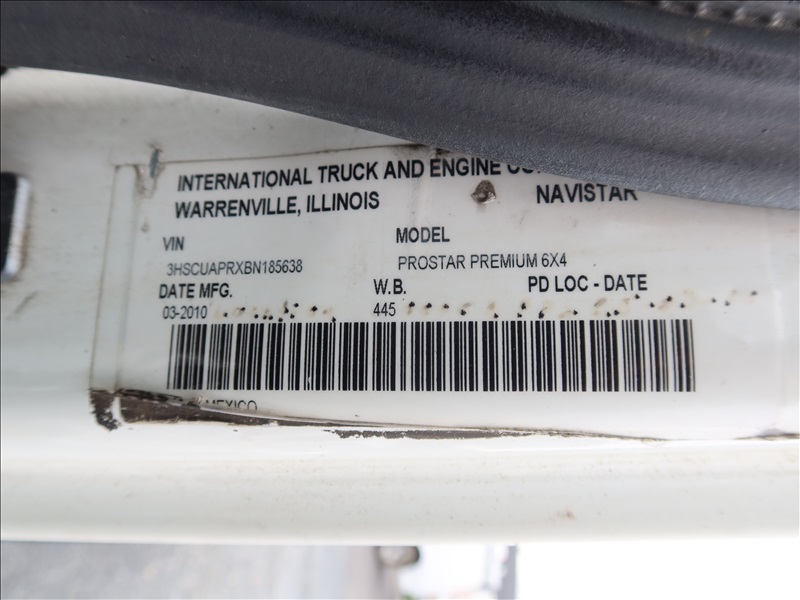 INTERNATIONAL TRUCK AND ENGINE
WARRENVILLE, ILLINOIS NAVISTAR
VIN MODEL
3HSCUAPRXBN185638 PROSTAR PREMIUM 6X4
DATE MFG. W.B. PD LOC - DATE
03-2010 445
MEXICO